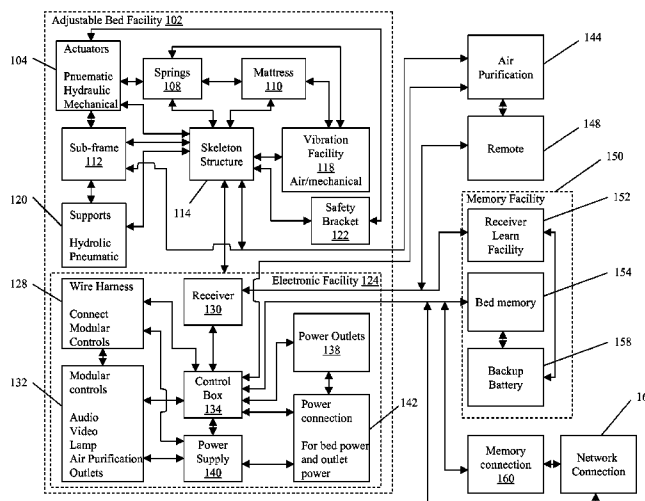 Adjustable Bed Facility 102
104
Actuators
Pnuematic
Hydraulic
Mechanical
Springs
108
Mattress
110
Sub-frame
112
Skeleton
Structure
114
Vibration
Facility
118
Air/mechanical
120
Supports
Hydrolic
Pneumatic
Safety
Bracket
122
Electronic Facility 124
128
Wire Harness
Connect
Modular
Controls
Receiver
130
132
Modular
controls
Audio
Video
Lamp
Air Purification
Outlets
Control
Box
134
Power Outlets
138
Power
Supply
140
Power
connection
For bed power
and outlet
power
142
Air
Purification
144
Remote
148
150
Memory Facility
152
Receiver
Learn
Facility
Bed memory
154
Backup
Battery
158
Memory
connection
160
Network
Connection